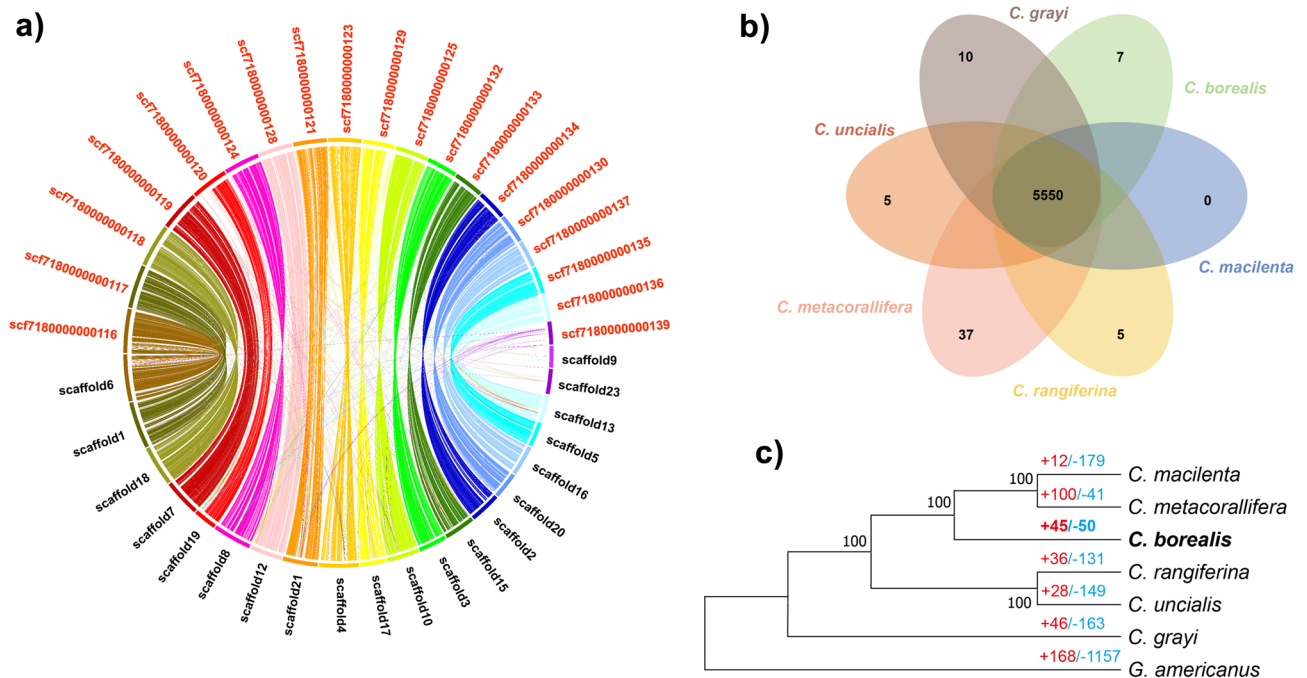 a)
scf7180000000116
scf7180000000117
scf7180000000118
scf7180000000119
scf7180000000120
scf7180000000124
scf7180000000128
scf7180000000121
scf7180000000123
scf7180000000129
scf7180000000125
scf7180000000132
scf7180000000133
scf7180000000134
scf7180000000130
scf7180000000137
scf7180000000135
scf7180000000136
scf7180000000139
scaffold9
scaffold23
scaffold13
scaffold5
scaffold16
scaffold20
scaffold2
scaffold15
scaffold3
scaffold10
scaffold17
scaffold4
scaffold21
scaffold12
scaffold8
scaffold19
scaffold7
scaffold18
scaffold1
scaffold6
b)
C. grayi
10
7
C. borealis
C. uncialis
5
5550
0
C. macilenta
C. metacorallifera
37
5
C. rangiferina
c)
+12/-179
100
C. macilenta
+100/-41
100
C. metacorallifera
+45/-50
C. borealis
100
+36/-131
C. rangiferina
+28/-149
100
C. uncialis
+46/-163
C. grayi
+168/-1157
G. americanus